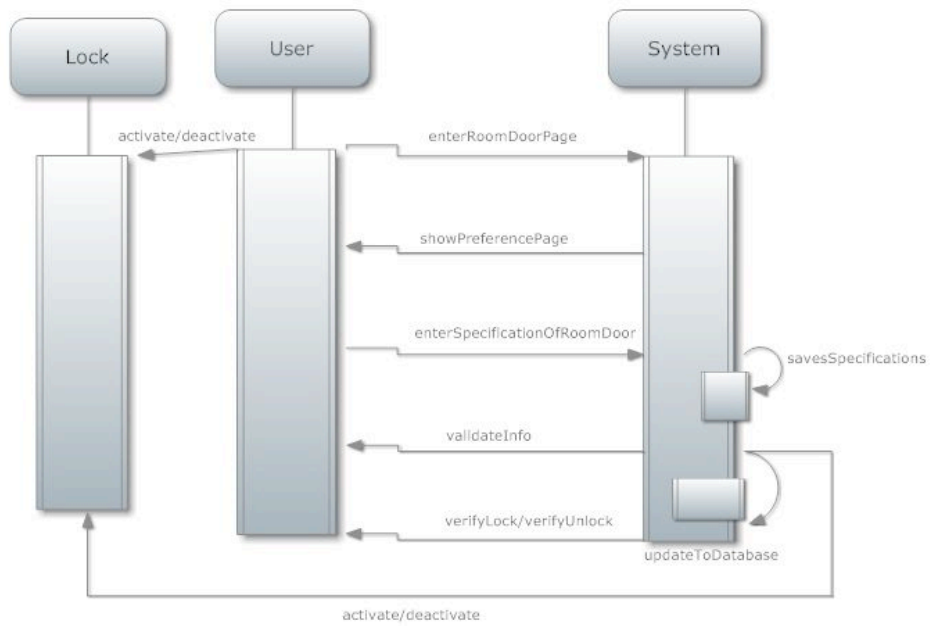 Lock
User
System
activate/deactivate
enterRoomDoorPage
showPreferencePage
enterSpecificationOfRoomDoor
savesSpecifications
validateInfo
verifyLock/verifyUnlock
updateToDatabase
activate/deactivate